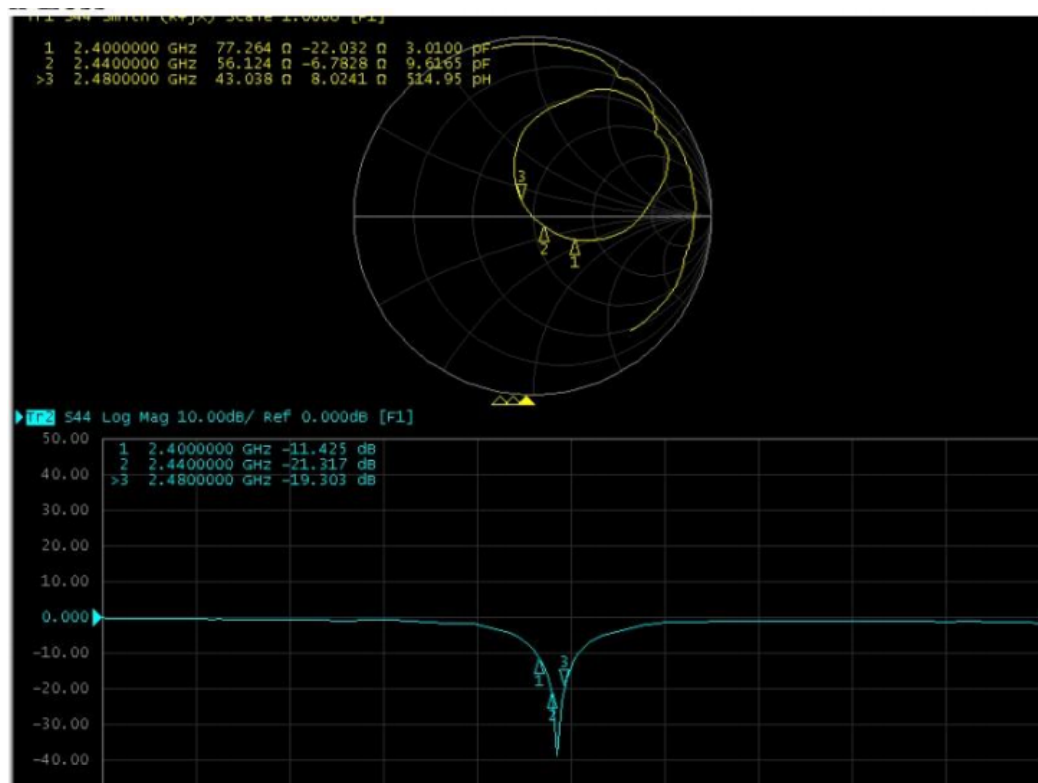 Tr1 S44 Smith (R+jX) Scale 1.000U [F1]
1 2.4000000 GHz 77.264 Ω -22.032 Ω 3.0100 pF
2 2.4400000 GHz 56.124 Ω -6.7828 Ω 9.6165 pF
>3 2.4800000 GHz 43.038 Ω 8.0241 Ω 514.95 pH
3
2
1
Tr2 S44 Log Mag 10.00dB/ Ref 0.000dB [F1]
50.00
1 2.4000000 GHz -11.425 dB
40.00
2 2.4400000 GHz -21.317 dB
>3 2.4800000 GHz -19.303 dB
30.00
20.00
10.00
0.000
-10.00
3
1
-20.00
2
-30.00
-40.00